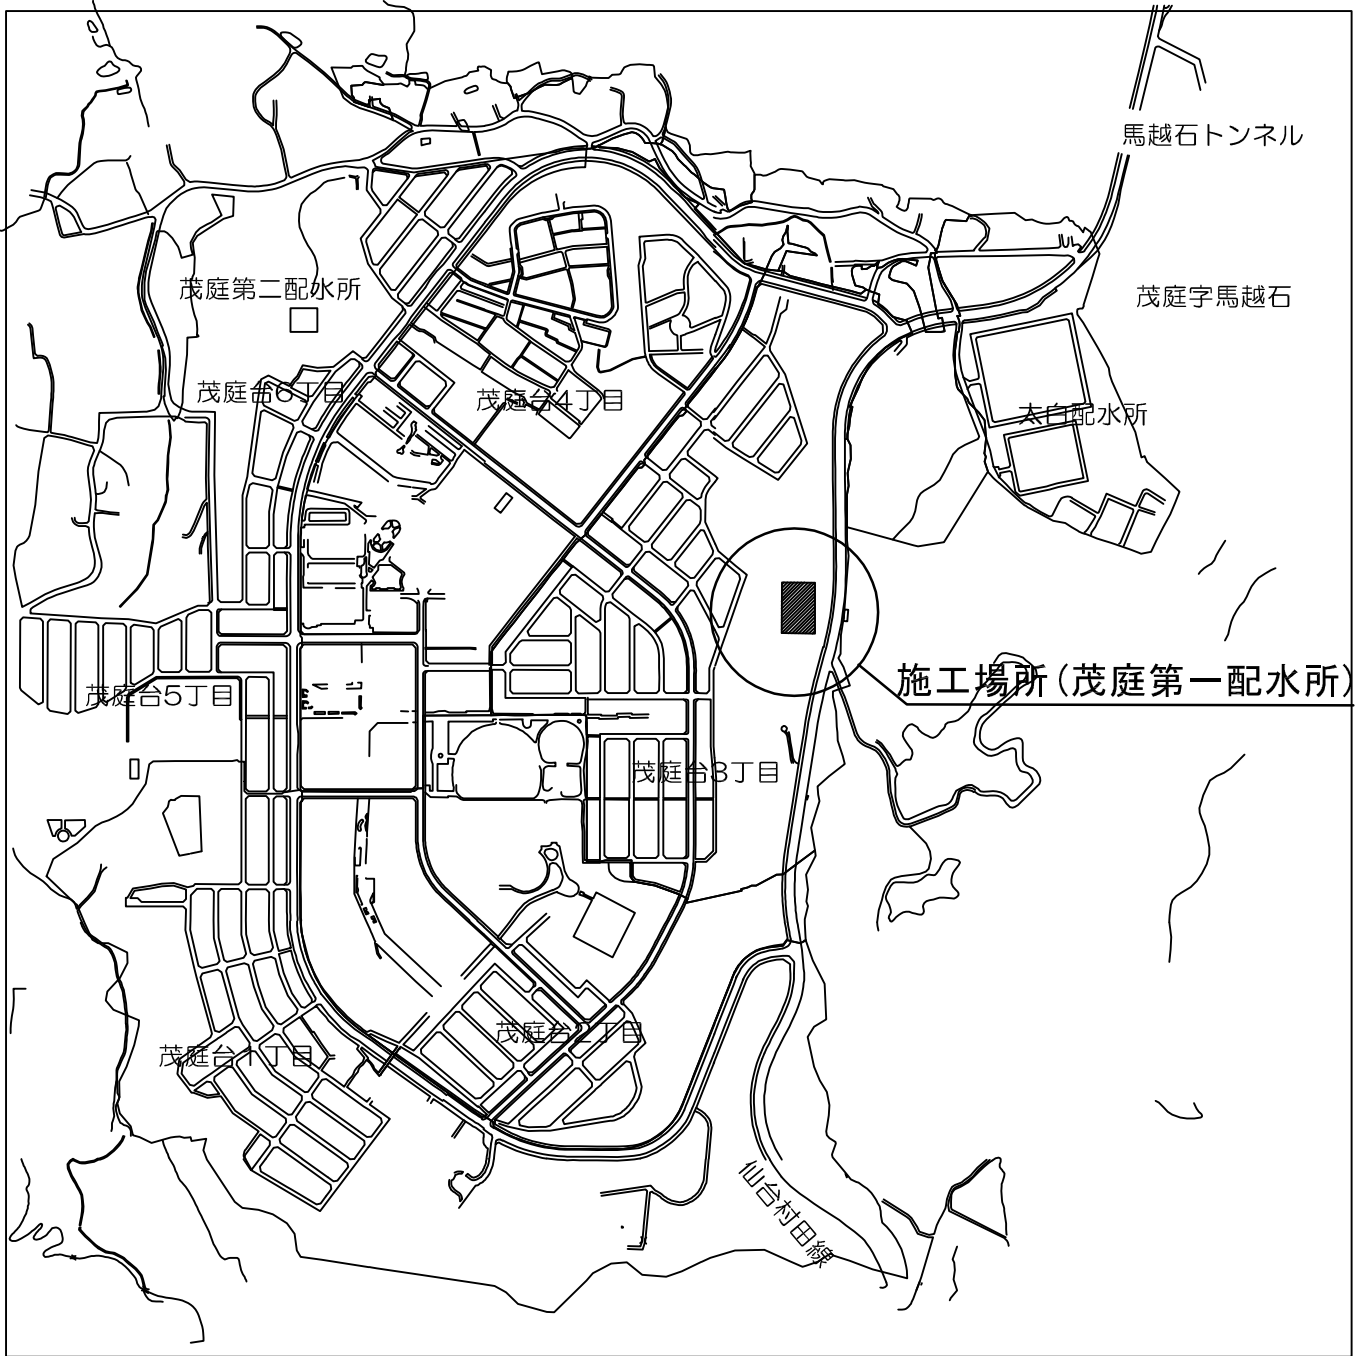 馬越石トンネル
茂庭第二配水所
茂庭字馬越石
茂庭台6丁目
茂庭台4丁目
太白配水所
施工場所(茂庭第一配水所)
茂庭台5丁目
茂庭台3丁目
茂庭台2丁目
茂庭台1丁目
仙台村田線